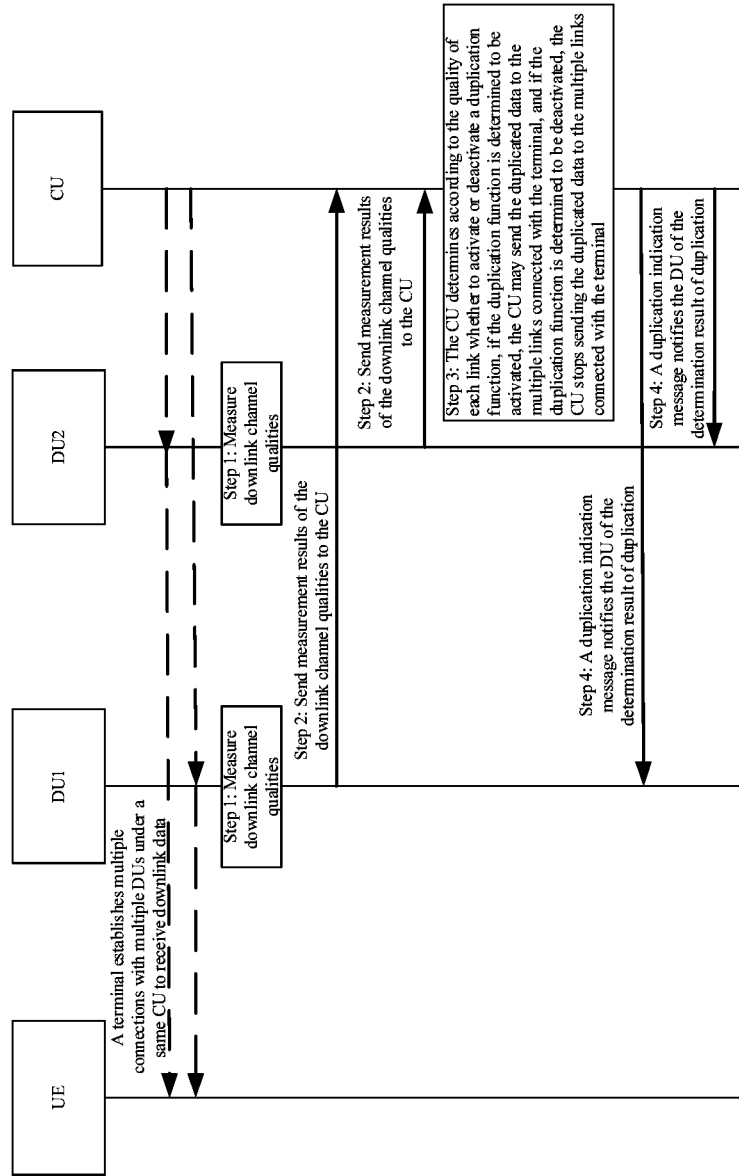 UE
DU1
DU2
CU
A terminal establishes multiple
connections with multiple DUs under a
same CU to receive downlink data
Step 1: Measure
downlink channel
qualities
Step 1: Measure
downlink channel
qualities
Step 2: Send measurement results of the
downlink channel qualities to the CU
Step 2: Send measurement results
of the downlink channel qualities
to the CU
Step 3: The CU determines according to the quality of
each link whether to activate or deactivate a duplication
function, if the duplication function is determined to be
activated, the CU may send the duplicated data to the
multiple links connected with the terminal, and if the
duplication function is determined to be deactivated, the
CU stops sending the duplicated data to the multiple links
connected with the terminal
Step 4: A duplication indication
message notifies the DU of the
determination result of duplication
Step 4: A duplication indication
message notifies the DU of the
determination result of duplication